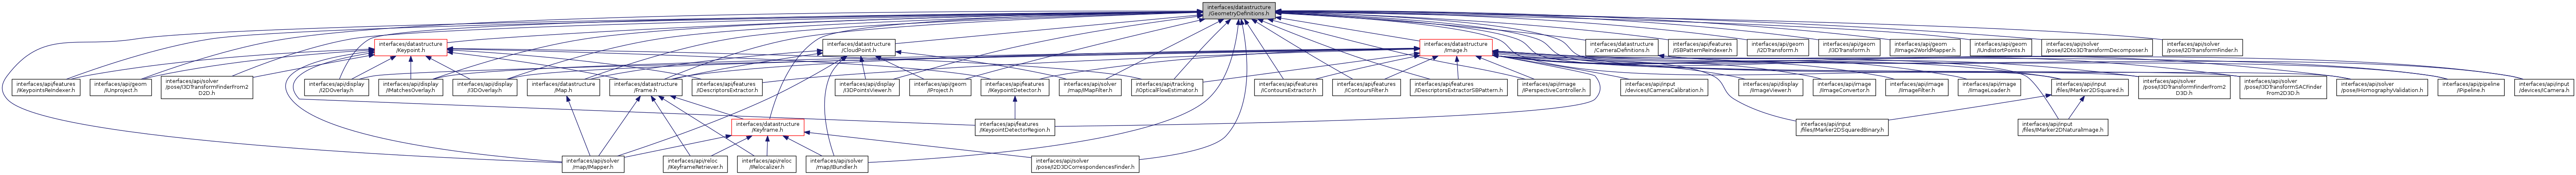 interfaces/datastructure
/GeometryDefinitions.h
interfaces/datastructure
/Keypoint.h
interfaces/datastructure
/CloudPoint.h
interfaces/datastructure
/Image.h
interfaces/datastructure
/CameraDefinitions.h
interfaces/api/features
/ISBPatternReIndexer.h
interfaces/api/geom
/I2DTransform.h
interfaces/api/geom
/I3DTransform.h
interfaces/api/geom
/IImage2WorldMapper.h
interfaces/api/geom
/IUndistortPoints.h
interfaces/api/solver
/pose/I2Dto3DTransformDecomposer.h
interfaces/api/solver
/pose/I2DTransformFinder.h
interfaces/api/features
/IKeypointsReIndexer.h
interfaces/api/geom
/IUnproject.h
interfaces/api/solver
/pose/I3DTransformFinderFrom2
D2D.h
interfaces/api/display
/I2DOverlay.h
interfaces/api/display
/IMatchesOverlay.h
interfaces/api/display
/I3DOverlay.h
interfaces/datastructure
/Map.h
interfaces/datastructure
/Frame.h
interfaces/api/features
/IDescriptorsExtractor.h
interfaces/api/display
/I3DPointsViewer.h
interfaces/api/geom
/IProject.h
interfaces/api/features
/IKeypointDetector.h
interfaces/api/solver
/map/IMapFilter.h
interfaces/api/tracking
/IOpticalFlowEstimator.h
interfaces/api/features
/IContoursExtractor.h
interfaces/api/features
/IContoursFilter.h
interfaces/api/features
/IDescriptorsExtractorSBPattern.h
interfaces/api/image
/IPerspectiveController.h
interfaces/api/input
/devices/ICameraCalibration.h
interfaces/api/display
/IImageViewer.h
interfaces/api/image
/IImageConvertor.h
interfaces/api/image
/IImageFilter.h
interfaces/api/image
/IImageLoader.h
interfaces/api/input
/files/IMarker2DSquared.h
interfaces/api/solver
/pose/I3DTransformFinderFrom2
D3D.h
interfaces/api/solver
/pose/I3DTransformSACFinder
From2D3D.h
interfaces/api/solver
/pose/IHomographyValidation.h
interfaces/api/pipeline
/IPipeline.h
interfaces/api/input
/devices/ICamera.h
interfaces/datastructure
/Keyframe.h
interfaces/api/features
/IKeypointDetectorRegion.h
interfaces/api/input
/files/IMarker2DSquaredBinary.h
interfaces/api/input
/files/IMarker2DNaturalImage.h
interfaces/api/solver
/map/IMapper.h
interfaces/api/reloc
/IKeyframeRetriever.h
interfaces/api/reloc
/IRelocalizer.h
interfaces/api/solver
/map/IBundler.h
interfaces/api/solver
/pose/I2D3DCorrespondencesFinder.h